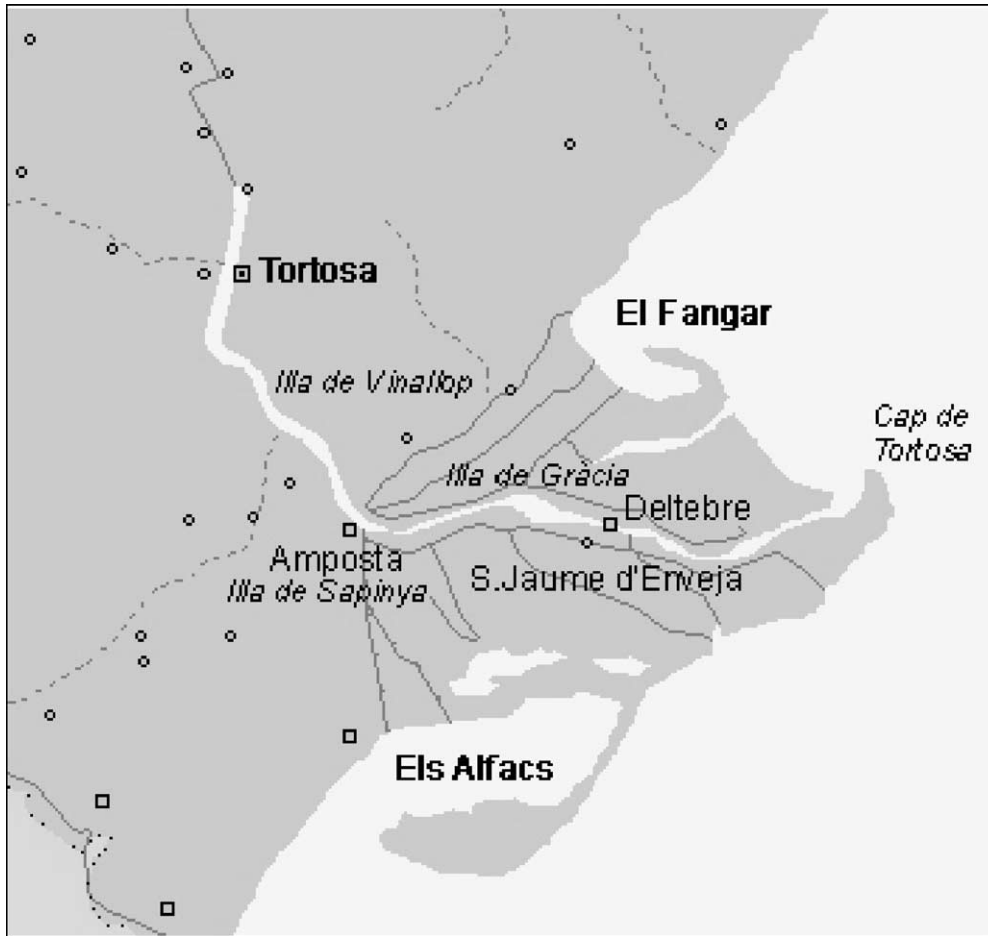 Tortosa
El Fangar
Illa de Vinallop
Cap de
Tortosa
Illa de Gràcia
Deltebre
Amposta
S.Jaume d'Enveja
Illa de Sapinya
Els Alfacs